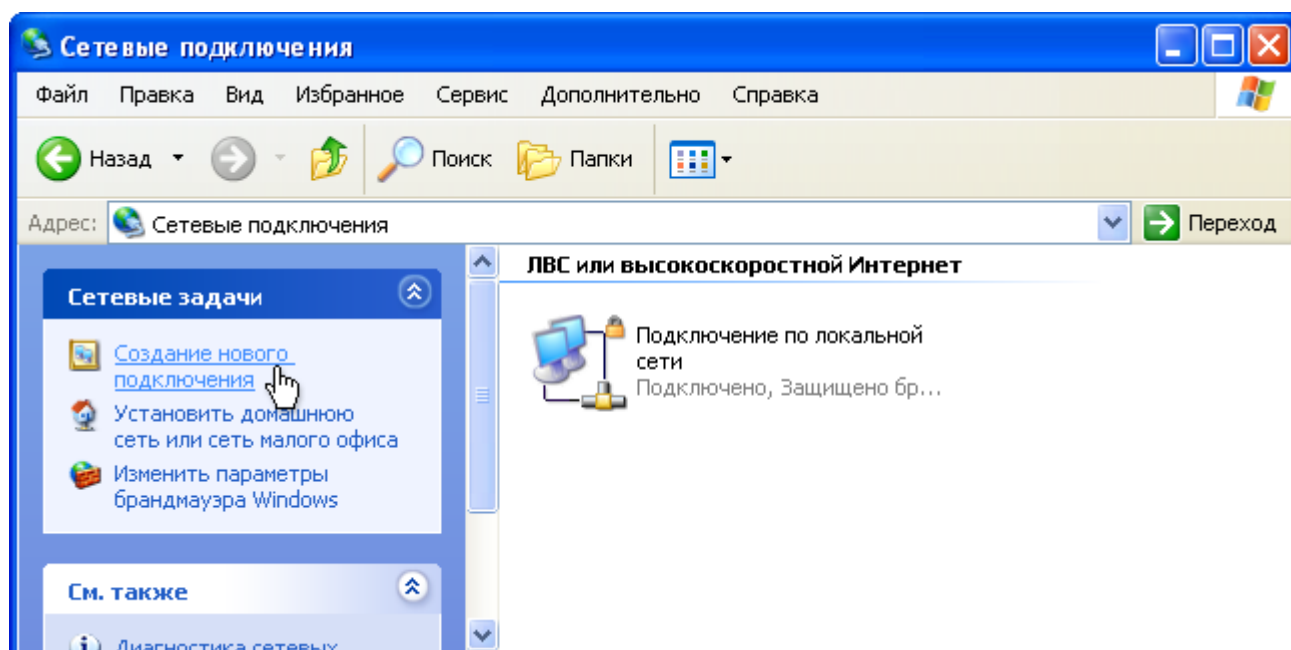 Сетевые подключения
Файл Правка Вид Избранное Сервис Дополнительно Справка
Назад Поиск Папки
Адрес: Сетевые подключения Переход
Сетевые задачи
Создание нового
подключения
Установить домашнюю
сеть или сеть малого офиса
Изменить параметры
брандмауэра Windows
См. также
Диагностика сетевых
ЛВС или высокоскоростной Интернет
Подключение по локальной
сети
Подключено, Защищено бр...